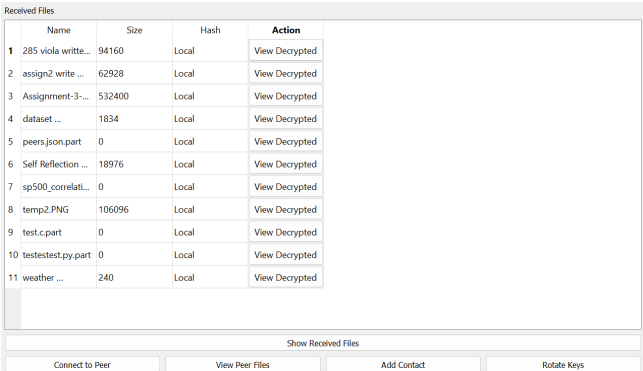 Received Files
Name Size Hash Action
1 285 viola writte... 94160 Local View Decrypted
2 assign2 write ... 62928 Local View Decrypted
3 Assignment-3-... 532400 Local View Decrypted
4 dataset ... 1834 Local View Decrypted
5 peers.json.part 0 Local View Decrypted
6 Self Reflection ... 18976 Local View Decrypted
7 sp500_correlati... 0 Local View Decrypted
8 temp2.PNG 106096 Local View Decrypted
9 test.c.part 0 Local View Decrypted
10 testestest.py.part 0 Local View Decrypted
11 weather ... 240 Local View Decrypted
Show Received Files
Connect to Peer View Peer Files Add Contact Rotate Keys